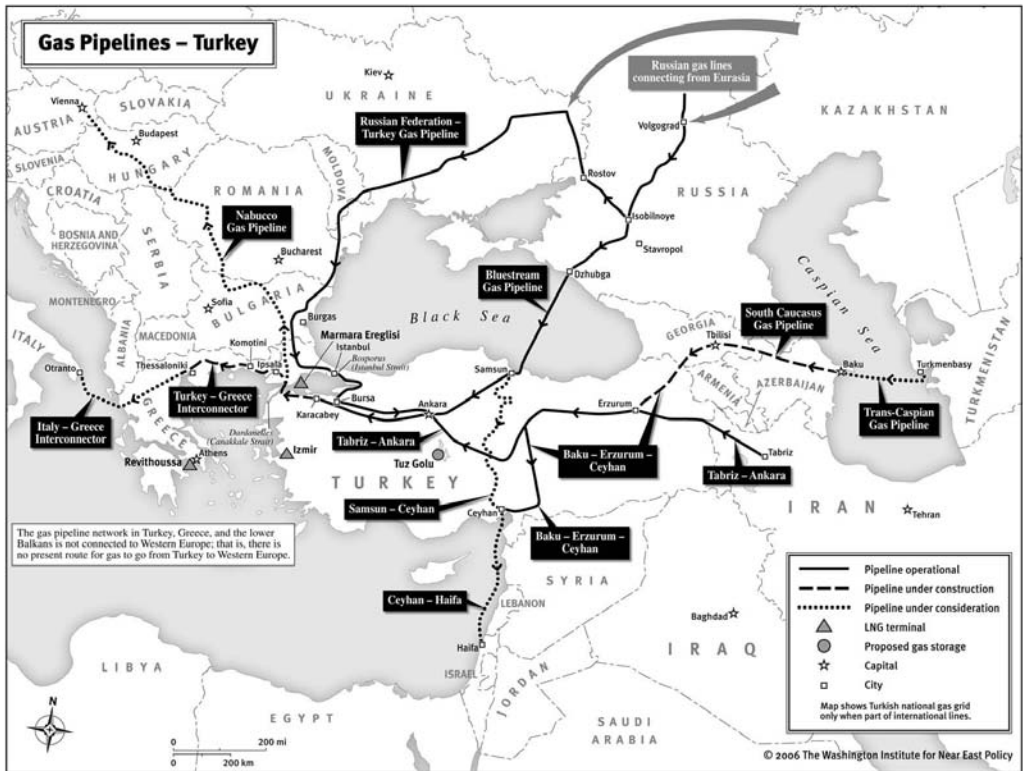 Gas Pipelines – Turkey
Russian gas lines
connecting from Eurasia
Kiev
UKRAINE
KAZAKHSTAN
Vienna
SLOVAKIA
AUSTRIA
Budapest
Russian Federation –
Turkey Gas Pipeline
Volgograd
SLOVENIA
HUNGARY
MOLDOVA
Rostov
RUSSIA
CROATIA
ROMANIA
Isobilnoye
Nabucco
Gas Pipeline
BOSNIA AND
HERZEGOVINA
SERBIA
Bucharest
Stavropol
Dzhubga
Bluestream
Gas Pipeline
Caspian Sea
MONTENEGRO
Sofia
BULGARIA
Burgas
Black Sea
South Caucasus
Gas Pipeline
GEORGIA
Tbilisi
ITALY
ALBANIA
MACEDONIA
Marmara Ereglisi
Istanbul
Bosporus
(Istanbul Strait)
Komotini
Thessaloniki
Ipsala
Otranto
Samsun
Baku
Turkmenbasy
TURKMENISTAN
ARMENIA
AZERBAIJAN
Turkey – Greece
Interconnector
Bursa
Karacabey
Ankara
Erzurum
Trans-Caspian
Gas Pipeline
Italy – Greece
Interconnector
GREECE
Dardanelles
(Canakkale Strait)
Tabriz – Ankara
Baku – Erzurum –
Ceyhan
Tabriz
Tabriz – Ankara
Athens
Revithoussa
Izmir
Tuz Golu
TURKEY
IRAN
Samsun – Ceyhan
Ceyhan
Tehran
The gas pipeline network in Turkey, Greece, and the lower
Balkans is not connected to Western Europe; that is, there is
no present route for gas to go from Turkey to Western Europe.
Baku – Erzurum –
Ceyhan
SYRIA
Ceyhan – Haifa
LEBANON
Baghdad
IRAQ
Haifa
ISRAEL
JORDAN
LIBYA
EGYPT
SAUDI
ARABIA
Pipeline operational
Pipeline under construction
Pipeline under consideration
LNG terminal
Proposed gas storage
Capital
City
Map shows Turkish national gas grid
only when part of international lines.
N
0 200 mi
0 200 km
© 2006 The Washington Institute for Near East Policy